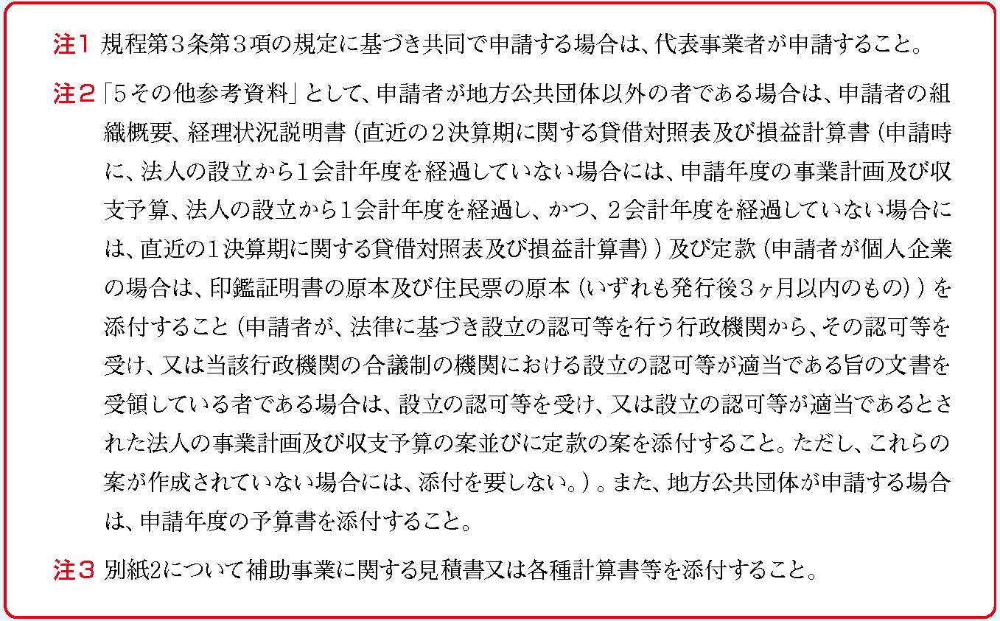 注1 規程第3条第3項の規定に基づき共同で申請する場合は、代表事業者が申請すること。
注2「5その他参考資料」として、申請者が地方公共団体以外の者である場合は、申請者の組
織概要、経理状況説明書（直近の2決算期に関する貸借対照表及び損益計算書（申請時
に、法人の設立から1会計年度を経過していない場合には、申請年度の事業計画及び収
支予算、法人の設立から1会計年度を経過し、かつ、2会計年度を経過していない場合に
は、直近の1決算期に関する貸借対照表及び損益計算書））及び定款（申請者が個人企業
の場合は、印鑑証明書の原本及び住民票の原本（いずれも発行後3ヶ月以内のもの））を
添付すること（申請者が、法律に基づき設立の認可等を行う行政機関から、その認可等を
受け、又は当該行政機関の合議制の機関における設立の認可等が適当である旨の文書を
受領している者である場合は、設立の認可等を受け、又は設立の認可等が適当であるとさ
れた法人の事業計画及び収支予算の案並びに定款の案を添付すること。ただし、これらの
案が作成されていない場合には、添付を要しない。）。また、地方公共団体が申請する場合
は、申請年度の予算書を添付すること。
注3 別紙2について補助事業に関する見積書又は各種計算書等を添付すること。